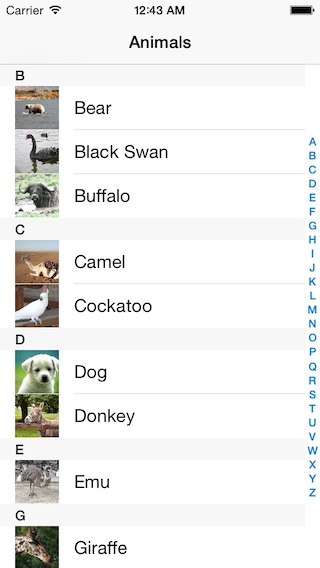 Carrier 12:43 AM
Animals
B
Bear
Black Swan
Buffalo
C
Camel
Cockatoo
D
Dog
Donkey
E
Emu
G
Giraffe
A
B
C
D
E
F
G
H
I
J
K
L
M
N
O
P
Q
R
S
T
U
V
W
X
Y
Z